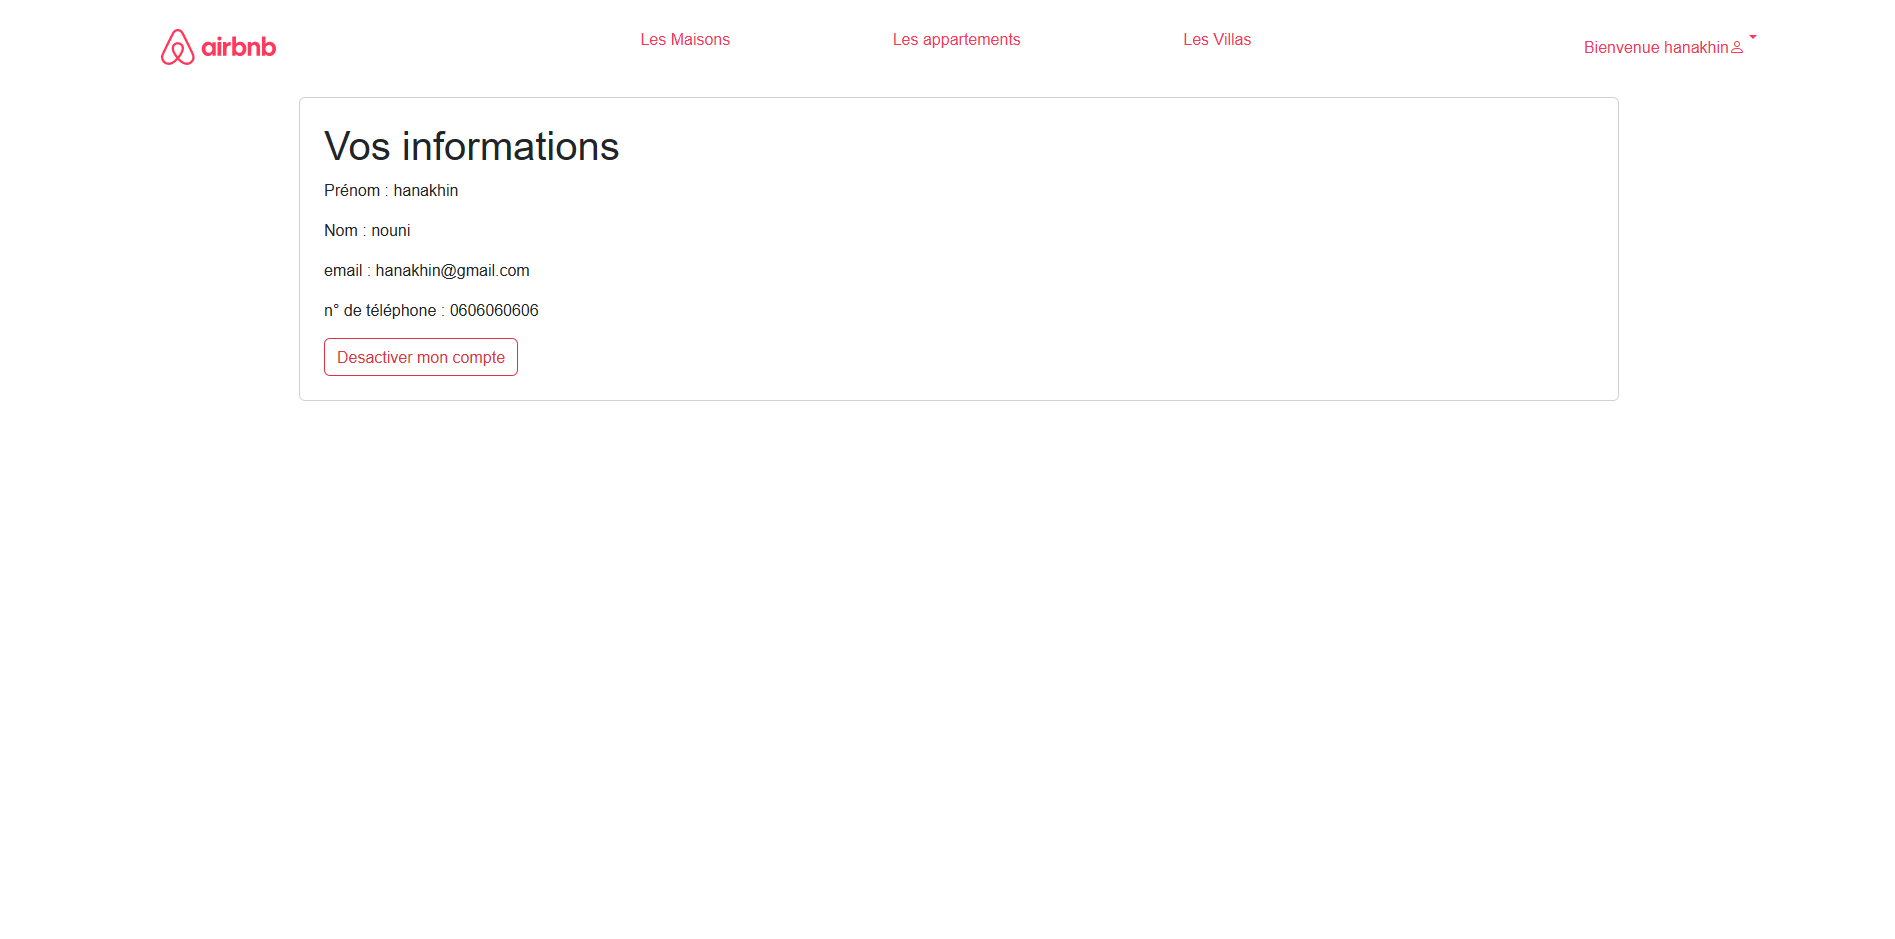 airbnb
Les Maisons
Les appartements
Les Villas
Bienvenue hanakhin
Vos informations
Prénom : hanakhin
Nom : nouni
email : hanakhin@gmail.com
n° de téléphone : 0606060606
Desactiver mon compte